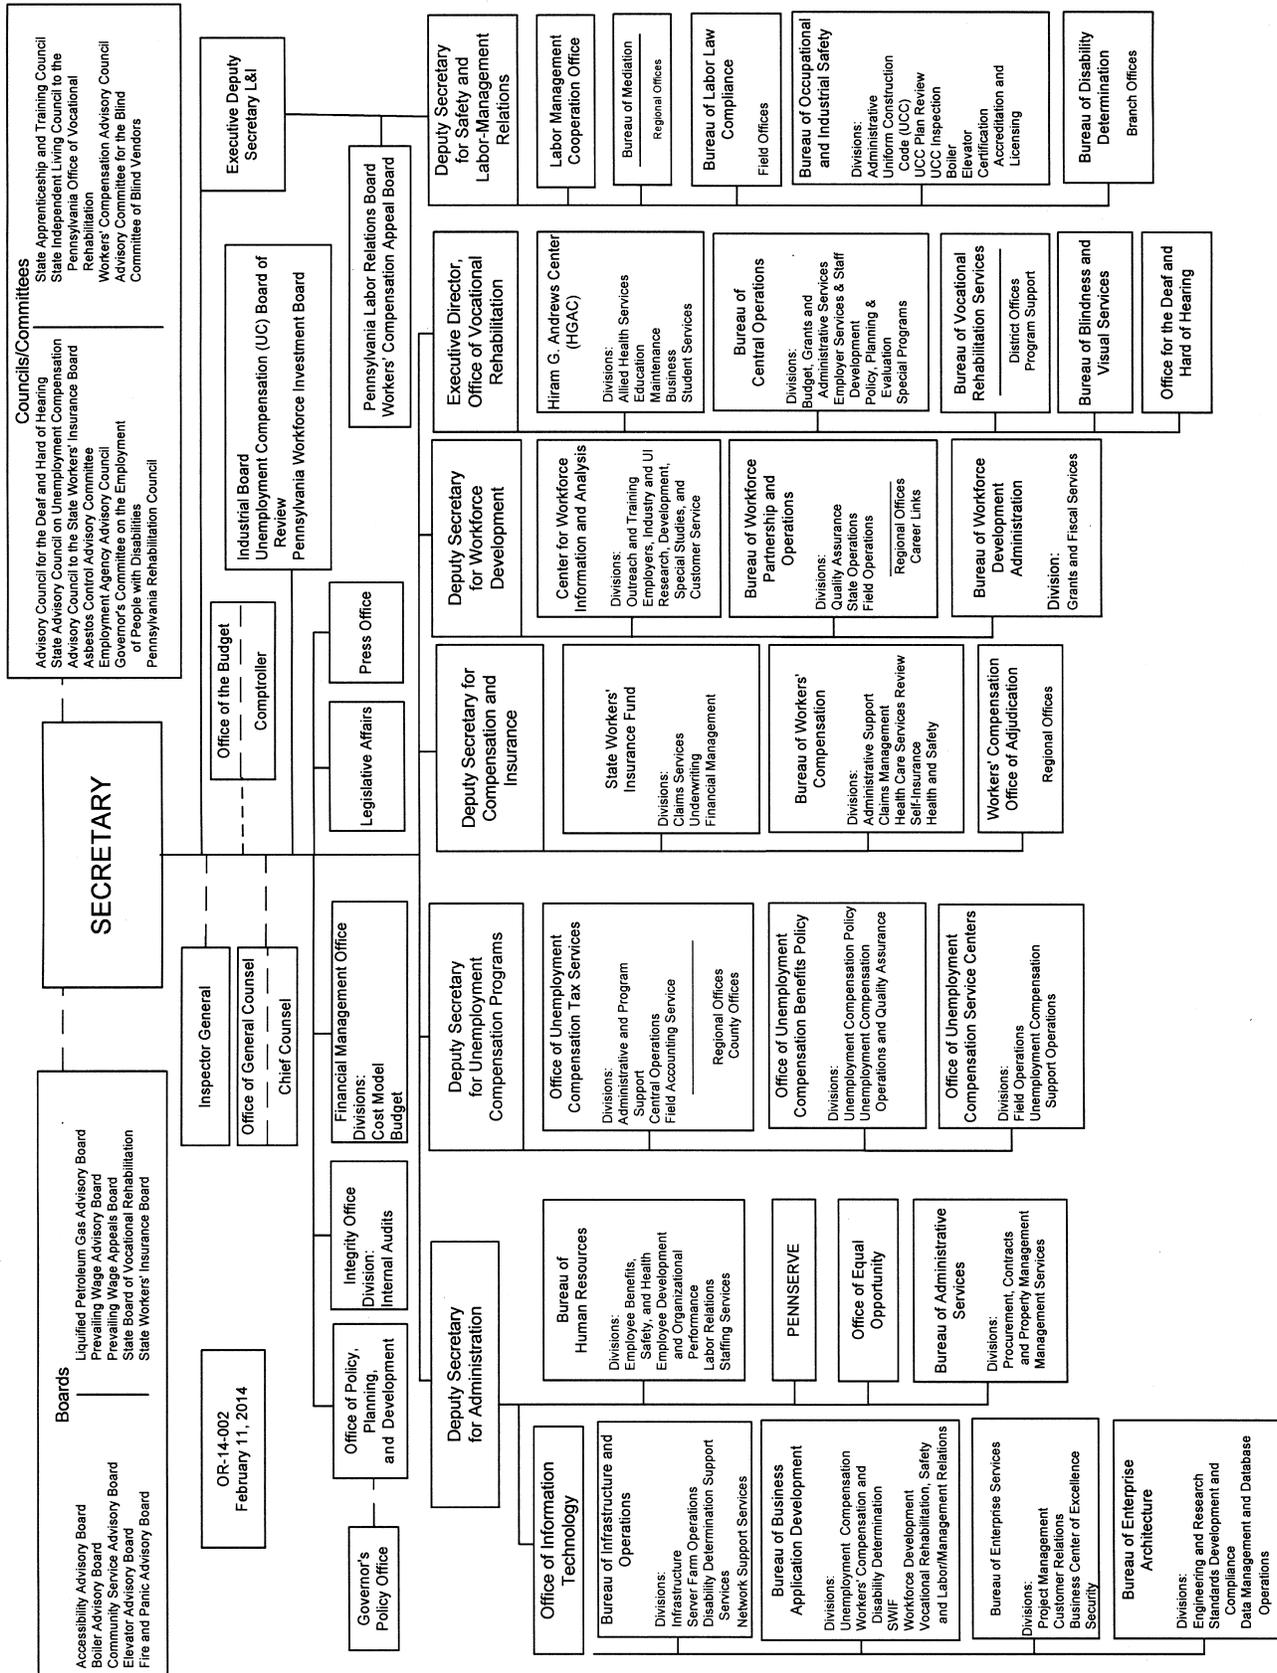 SECRETARY
Boards
Accessibility Advisory Board
Boiler Advisory Board
Community Service Advisory Board
Elevator Advisory Board
Fire and Panic Advisory Board
Liquified Petroleum Gas Advisory Board
Prevailing Wage Advisory Board
Prevailing Wage Appeals Board
State Board of Vocational Rehabilitation
State Workers' Insurance Board
Councils/Committees
Advisory Council for the Deaf and Hard of Hearing
State Advisory Council on Unemployment Compensation
Advisory Council to the State Workers' Insurance Board
Asbestos Control Advisory Committee
Employment Agency Advisory Council
Governor's Committee on the Employment
of People with Disabilities
Pennsylvania Rehabilitation Council
State Apprenticeship and Training Council
State Independent Living Council to the
Pennsylvania Office of Vocational
Rehabilitation
Workers' Compensation Advisory Council
Advisory Committee for the Blind
Committee of Blind Vendors
OR-14-002
February 11, 2014
Inspector General
Office of General Counsel
Chief Counsel
Office of the Budget
Comptroller
Industrial Board
Unemployment Compensation (UC) Board of
Review
Pennsylvania Workforce Investment Board
Executive Deputy
Secretary L&I
Governor's
Policy Office
Office of Policy,
Planning,
and Development
Integrity Office
Division:
Internal Audits
Financial Management Office
Divisions:
Cost Model
Budget
Legislative Affairs
Press Office
Pennsylvania Labor Relations Board
Workers' Compensation Appeal Board
Deputy Secretary
for Administration
Office of Information
Technology
Bureau of Infrastructure and
Operations
Divisions:
Infrastructure
Server Farm Operations
Disability Determination Support
Services
Network Support Services
Bureau of Business
Application Development
Divisions:
Unemployment Compensation
Workers' Compensation and
Disability Determination
SWIF
Workforce Development
Vocational Rehabilitation, Safety
and Labor/Management Relations
Bureau of Enterprise Services
Divisions:
Project Management
Customer Relations
Business Center of Excellence
Security
Bureau of Enterprise
Architecture
Divisions:
Engineering and Research
Standards Development and
Compliance
Data Management and Database
Operations
Bureau of
Human Resources
Divisions:
Employee Benefits,
Safety, and Health
Employee Development
and Organizational
Performance
Labor Relations
Staffing Services
PENNSERVE
Office of Equal
Opportunity
Bureau of Administrative
Services
Divisions:
Procurement, Contracts
and Property Management
Management Services
Deputy Secretary
for Unemployment
Compensation Programs
Office of Unemployment
Compensation Tax Services
Divisions:
Administrative and Program
Support
Central Operations
Field Accounting Service
Regional Offices
County Offices
Office of Unemployment
Compensation Benefits Policy
Divisions:
Unemployment Compensation Policy
Unemployment Compensation
Operations and Quality Assurance
Office of Unemployment
Compensation Service Centers
Divisions:
Field Operations
Unemployment Compensation
Support Operations
Deputy Secretary for
Compensation and
Insurance
State Workers'
Insurance Fund
Divisions:
Claims Services
Underwriting
Financial Management
Bureau of Workers'
Compensation
Divisions:
Administrative Support
Claims Management
Health Care Services Review
Self-Insurance
Health and Safety
Workers' Compensation
Office of Adjudication
Regional Offices
Deputy Secretary
for Workforce
Development
Center for Workforce
Information and Analysis
Divisions:
Outreach and Training
Employers, Industry and UI
Research, Development,
Special Studies, and
Customer Service
Bureau of Workforce
Partnership and
Operations
Divisions:
Quality Assurance
State Operations
Field Operations
Regional Offices
Career Links
Bureau of Workforce
Development
Administration
Division:
Grants and Fiscal Services
Executive Director,
Office of Vocational
Rehabilitation
Hiram G. Andrews Center
(HGAC)
Divisions:
Allied Health Services
Education
Maintenance
Business
Student Services
Bureau of
Central Operations
Divisions:
Budget, Grants and
Administrative Services
Employer Services & Staff
Development
Policy, Planning &
Evaluation
Special Programs
Bureau of Vocational
Rehabilitation Services
District Offices
Program Support
Bureau of Blindness and
Visual Services
Office for the Deaf and
Hard of Hearing
Deputy Secretary
for Safety and
Labor-Management
Relations
Labor Management
Cooperation Office
Bureau of Mediation
Regional Offices
Bureau of Labor Law
Compliance
Field Offices
Bureau of Occupational
and Industrial Safety
Divisions:
Administrative
Uniform Construction
Code (UCC)
UCC Plan Review
UCC Inspection
Boiler
Elevator
Certification
Accreditation and
Licensing
Bureau of Disability
Determination
Branch Offices